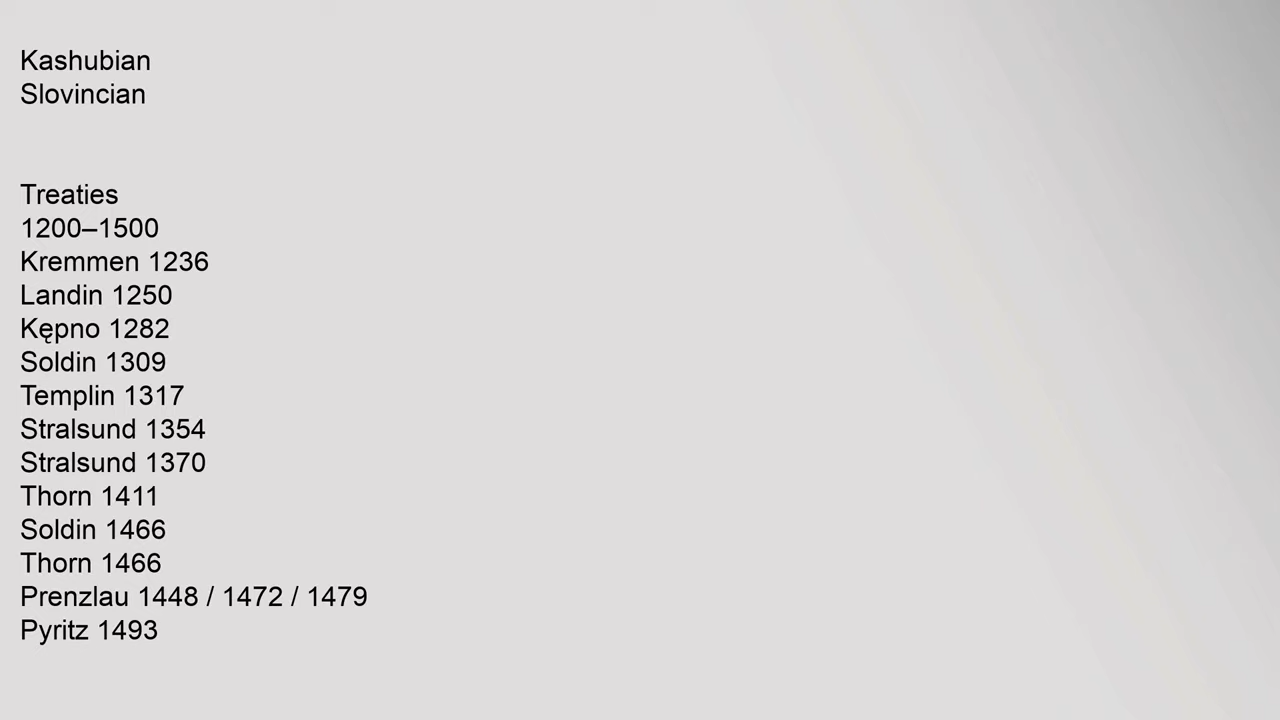 Kashubian
Slovincian
Treaties
1200–1500
Kremmen 1236
Landin 1250
Kępno 1282
Soldin 1309
Templin 1317
Stralsund 1354
Stralsund 1370
Thorn 1411
Soldin 1466
Thorn 1466
Prenzlau 1448 / 1472 / 1479
Pyritz 1493